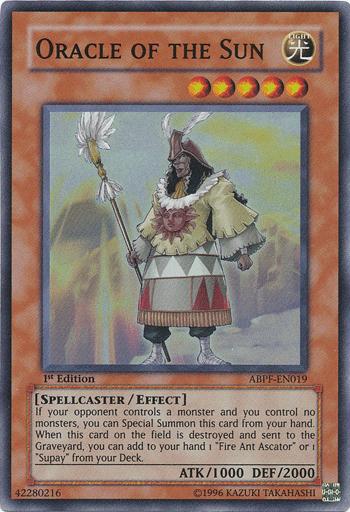 ORACLE OF THE SUN
LIGHT
光
1st Edition
ABPF-EN019
[SPELLCASTER/EFFECT]
If your opponent controls a monster and you control no
monsters, you can Special Summon this card from your hand.
When this card on the field is destroyed and sent to the
Graveyard, you can add to your hand 1 "Fire Ant Ascator" or 1
"Supay" from your Deck.
ATK/1000 DEF/2000
42280216
©1996 KAZUKI TAKAHASHI